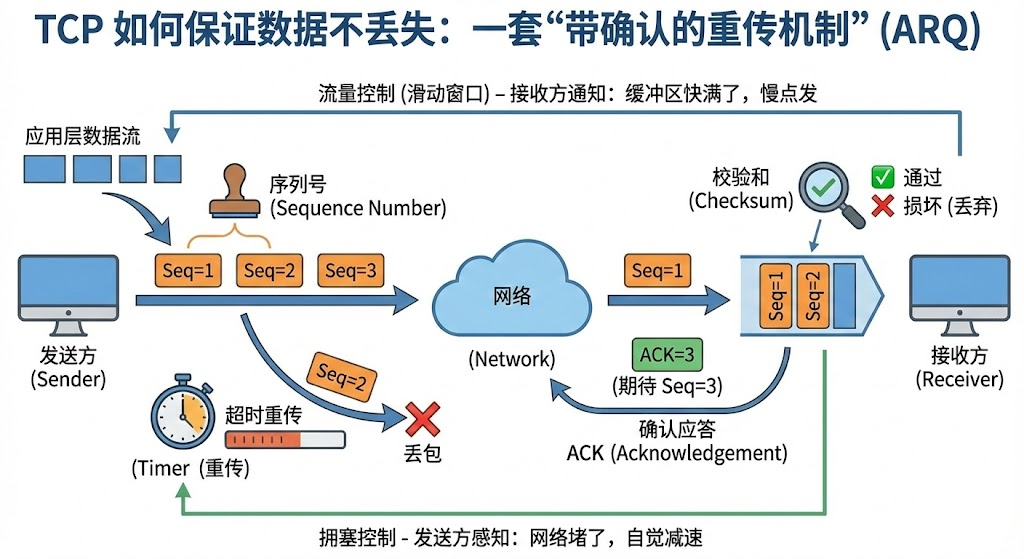 TCP 如何保证数据不丢失：一套“带确认的重传机制” (ARQ)
流量控制 (滑动窗口) – 接收方通知：缓冲区快满了，慢点发
应用层数据流
序列号
(Sequence Number)
校验和
(Checksum)
✅ 通过
❌ 损坏 (丢弃)
Seq=1
Seq=2
Seq=3
网络
(Network)
Seq=1
Seq=1
Seq=2
发送方
(Sender)
接收方
(Receiver)
Seq=2
丢包
超时重传
(Timer (重传)
ACK=3
(期待 Seq=3)
确认应答
ACK (Acknowledgement)
拥塞控制 - 发送方感知：网络堵了，自觉减速